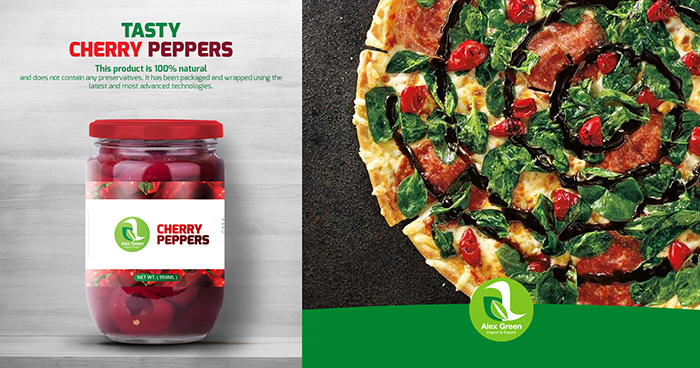 TASTY
CHERRY PEPPERS
This product is 100% natural
and does not contain any preservatives. It has been packaged and wrapped using the
latest and most advanced technologies.
Alex Green
CHERRY
PEPPERS
NET WT. ( 950ML )
Alex Green
Import & Export